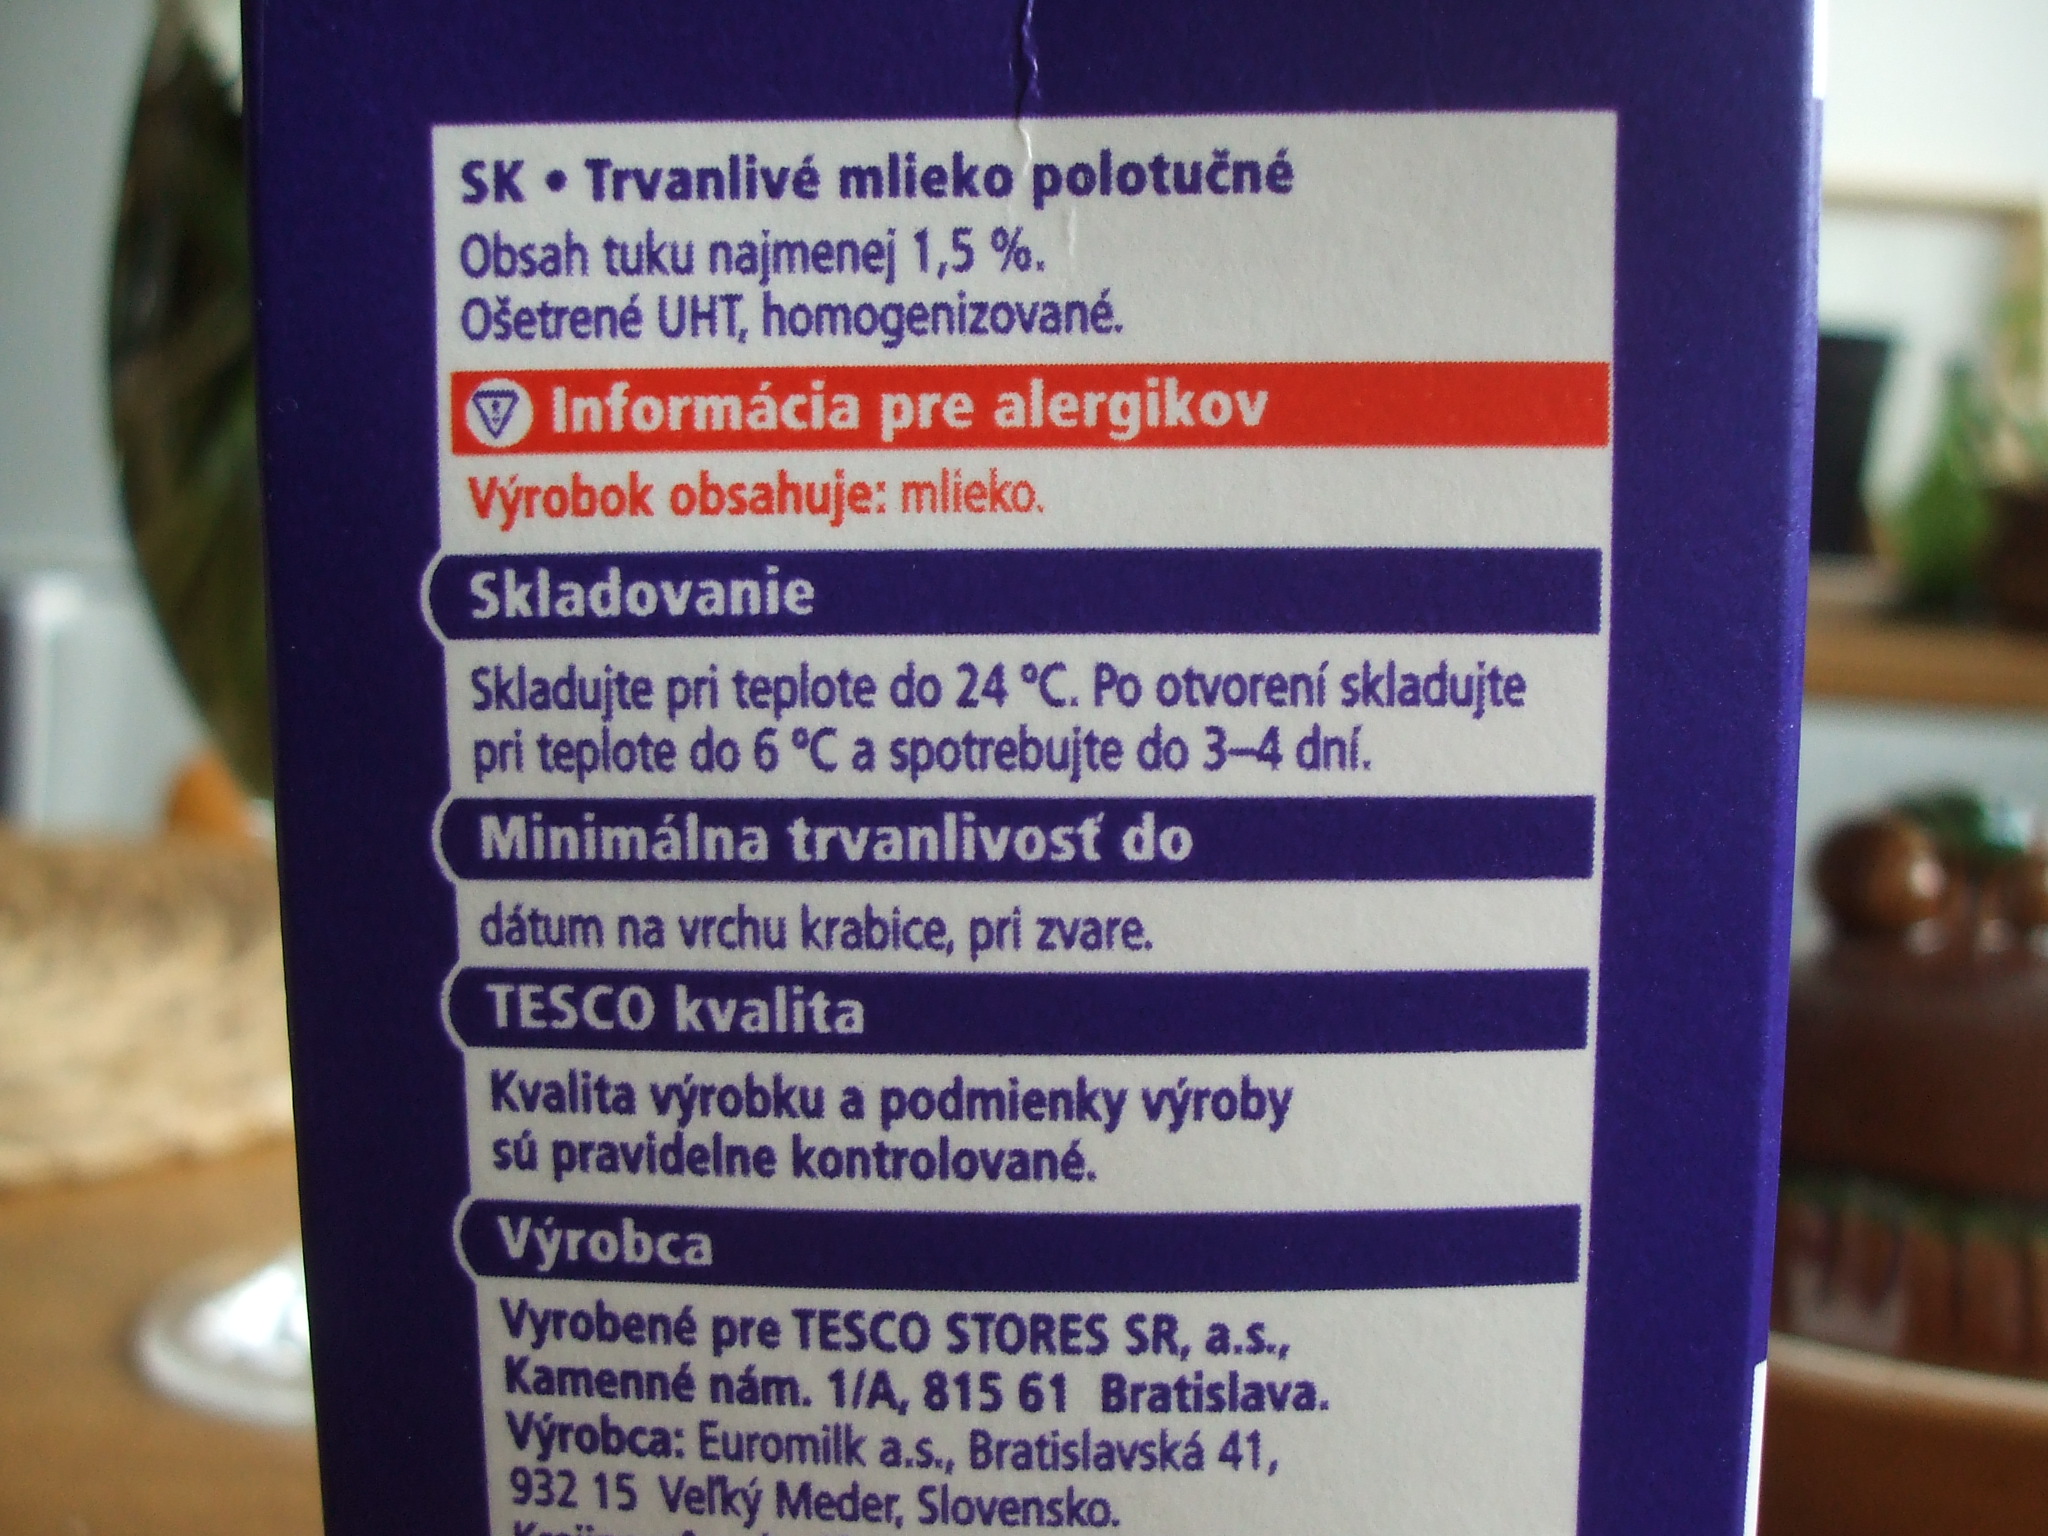 SK • Trvanlivé mlieko polotučné
Obsah tuku najmenej 1,5 %.
Ošetrené UHT, homogenizované.
Informácia pre alergikov
Výrobok obsahuje: mlieko.
Skladovanie
Skladujte pri teplote do 24 °C. Po otvorení skladujte
pri teplote do 6 °C a spotrebujte do 3–4 dní.
Minimálna trvanlivosť do
dátum na vrchu krabice, pri zvare.
TESCO kvalita
Kvalita výrobku a podmienky výroby
sú pravidelne kontrolované.
Výrobca
Vyrobené pre TESCO STORES SR, a.s.,
Kamenné nám. 1/A, 815 61 Bratislava.
Výrobca: Euromilk a.s., Bratislavská 41,
932 15 Veľký Meder, Slovensko.